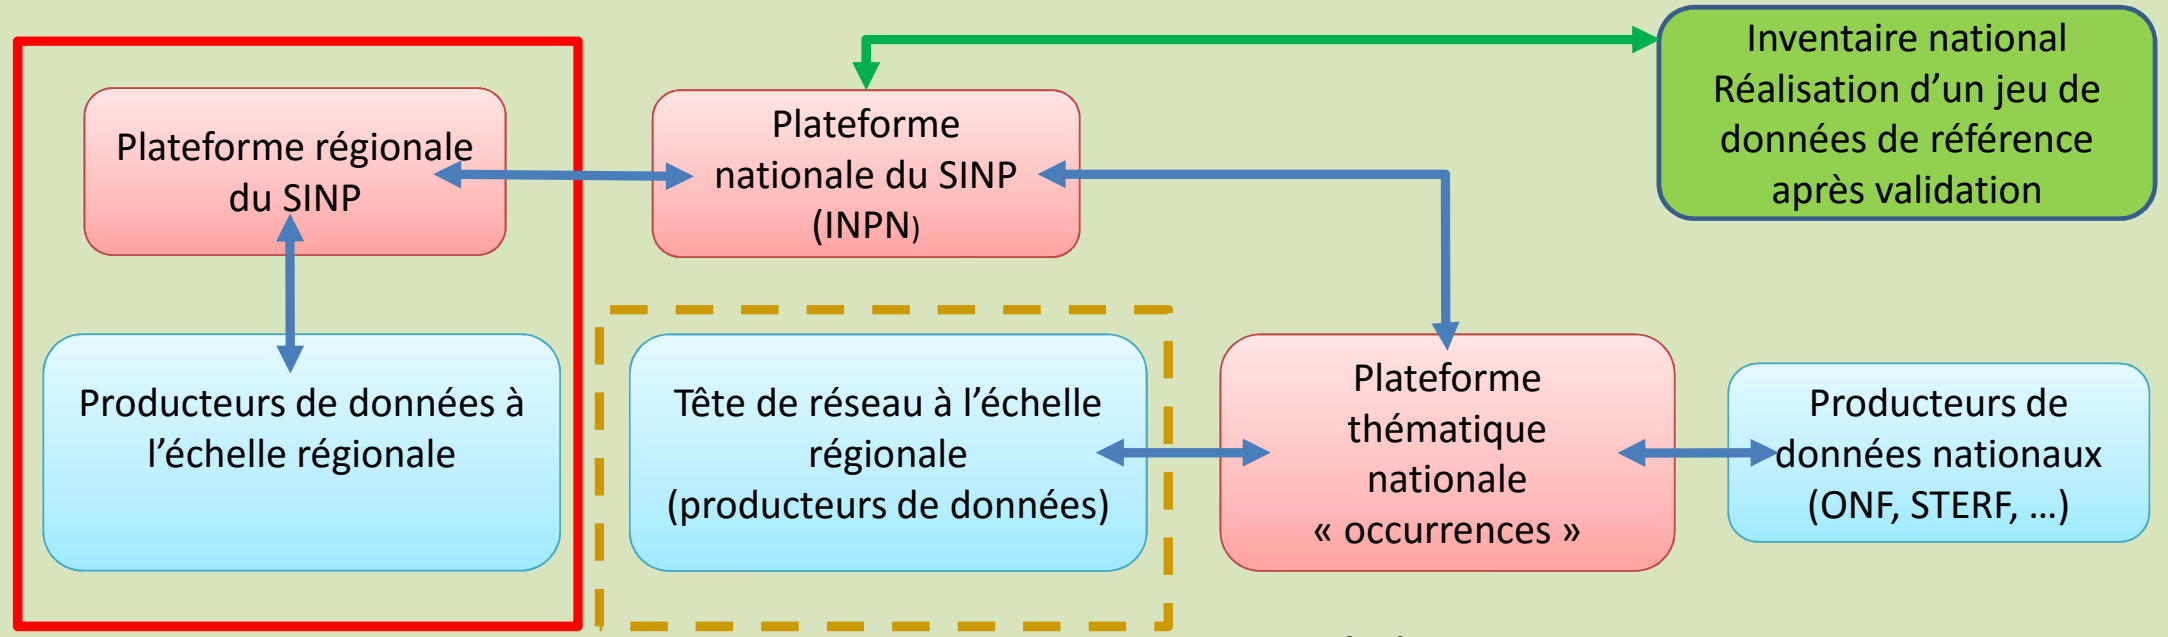 Inventaire national
Réalisation d’un jeu de
données de référence
après validation
Plateforme régionale
du SINP
Plateforme
nationale du SINP
(INPN)
Producteurs de données à
l’échelle régionale
Tête de réseau à l’échelle
régionale
(producteurs de données)
Plateforme
thématique
nationale
« occurrences »
Producteurs de
données nationaux
(ONF, STERF, …)